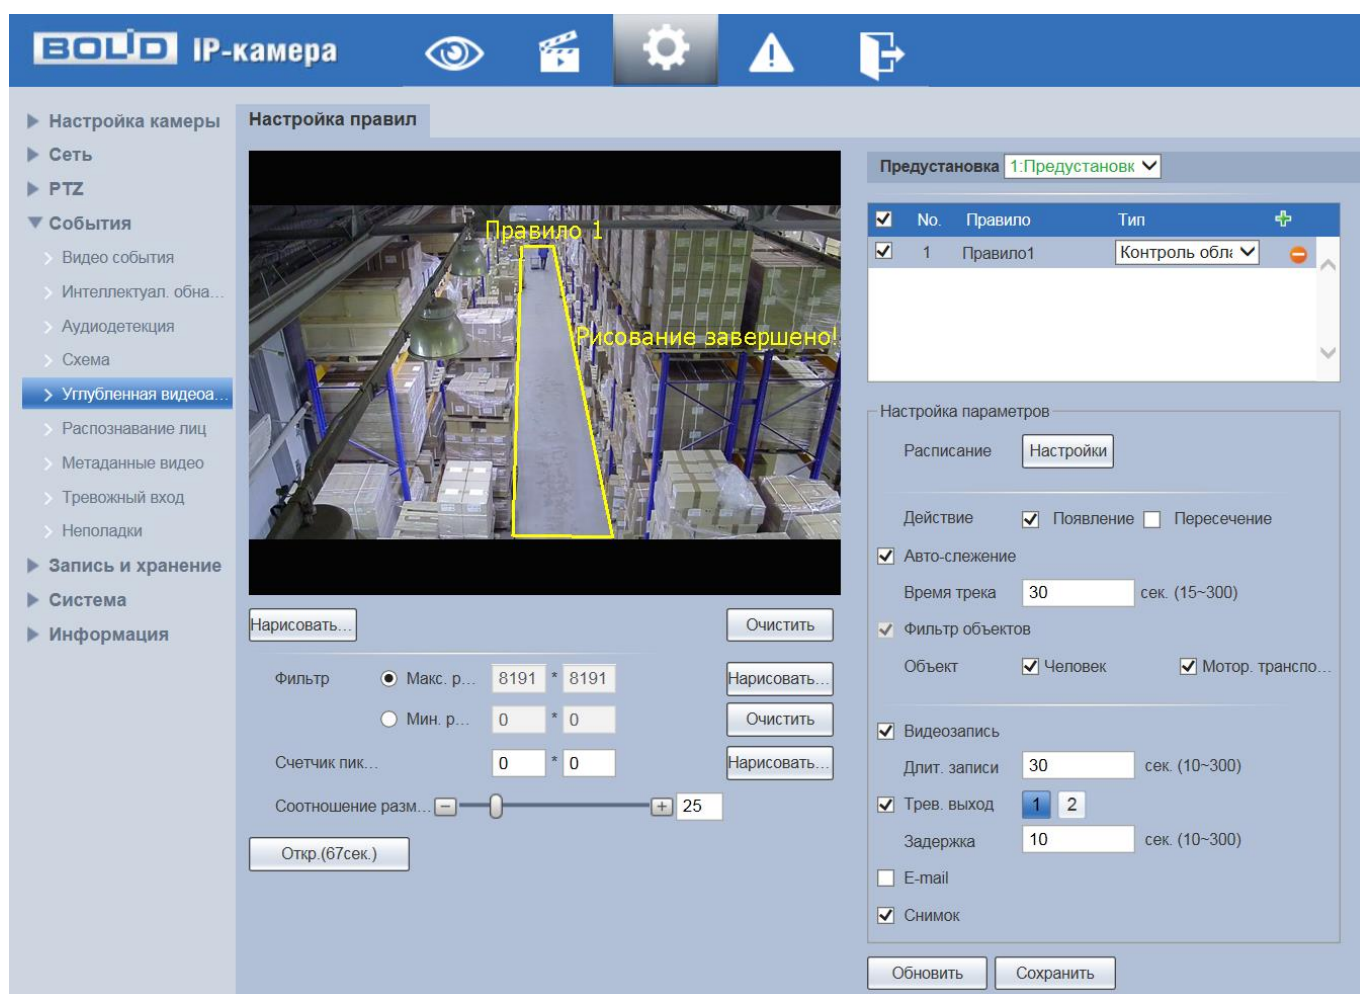 BOLID IP-камера
Настройка камеры
Сеть
PTZ
События
Видео события
Интеллектуал. обна...
Аудиодетекция
Схема
Углубленная видеоа...
Распознавание лиц
Метаданные видео
Тревожный вход
Неполадки
Запись и хранение
Система
Информация
Настройка правил
Правило 1
Рисование завершено!
Нарисовать... Очистить
Фильтр Макс. р... 8191 * 8191 Нарисовать...
Мин. р... 0 * 0 Очистить
Счетчик пик... 0 * 0 Нарисовать...
Соотношение разм... 25
Откр.(67сек.)
Предустановка 1:Предустановк
No. Правило Тип
1 Правило1 Контроль обла
Настройка параметров
Расписание Настройки
Действие Появление Пересечение
Авто-слежение
Время трека 30 сек. (15~300)
Фильтр объектов
Объект Человек Мотор. транспо...
Видеозапись
Длит. записи 30 сек. (10~300)
Трев. выход 1 2
Задержка 10 сек. (10~300)
E-mail
Снимок
Обновить Сохранить